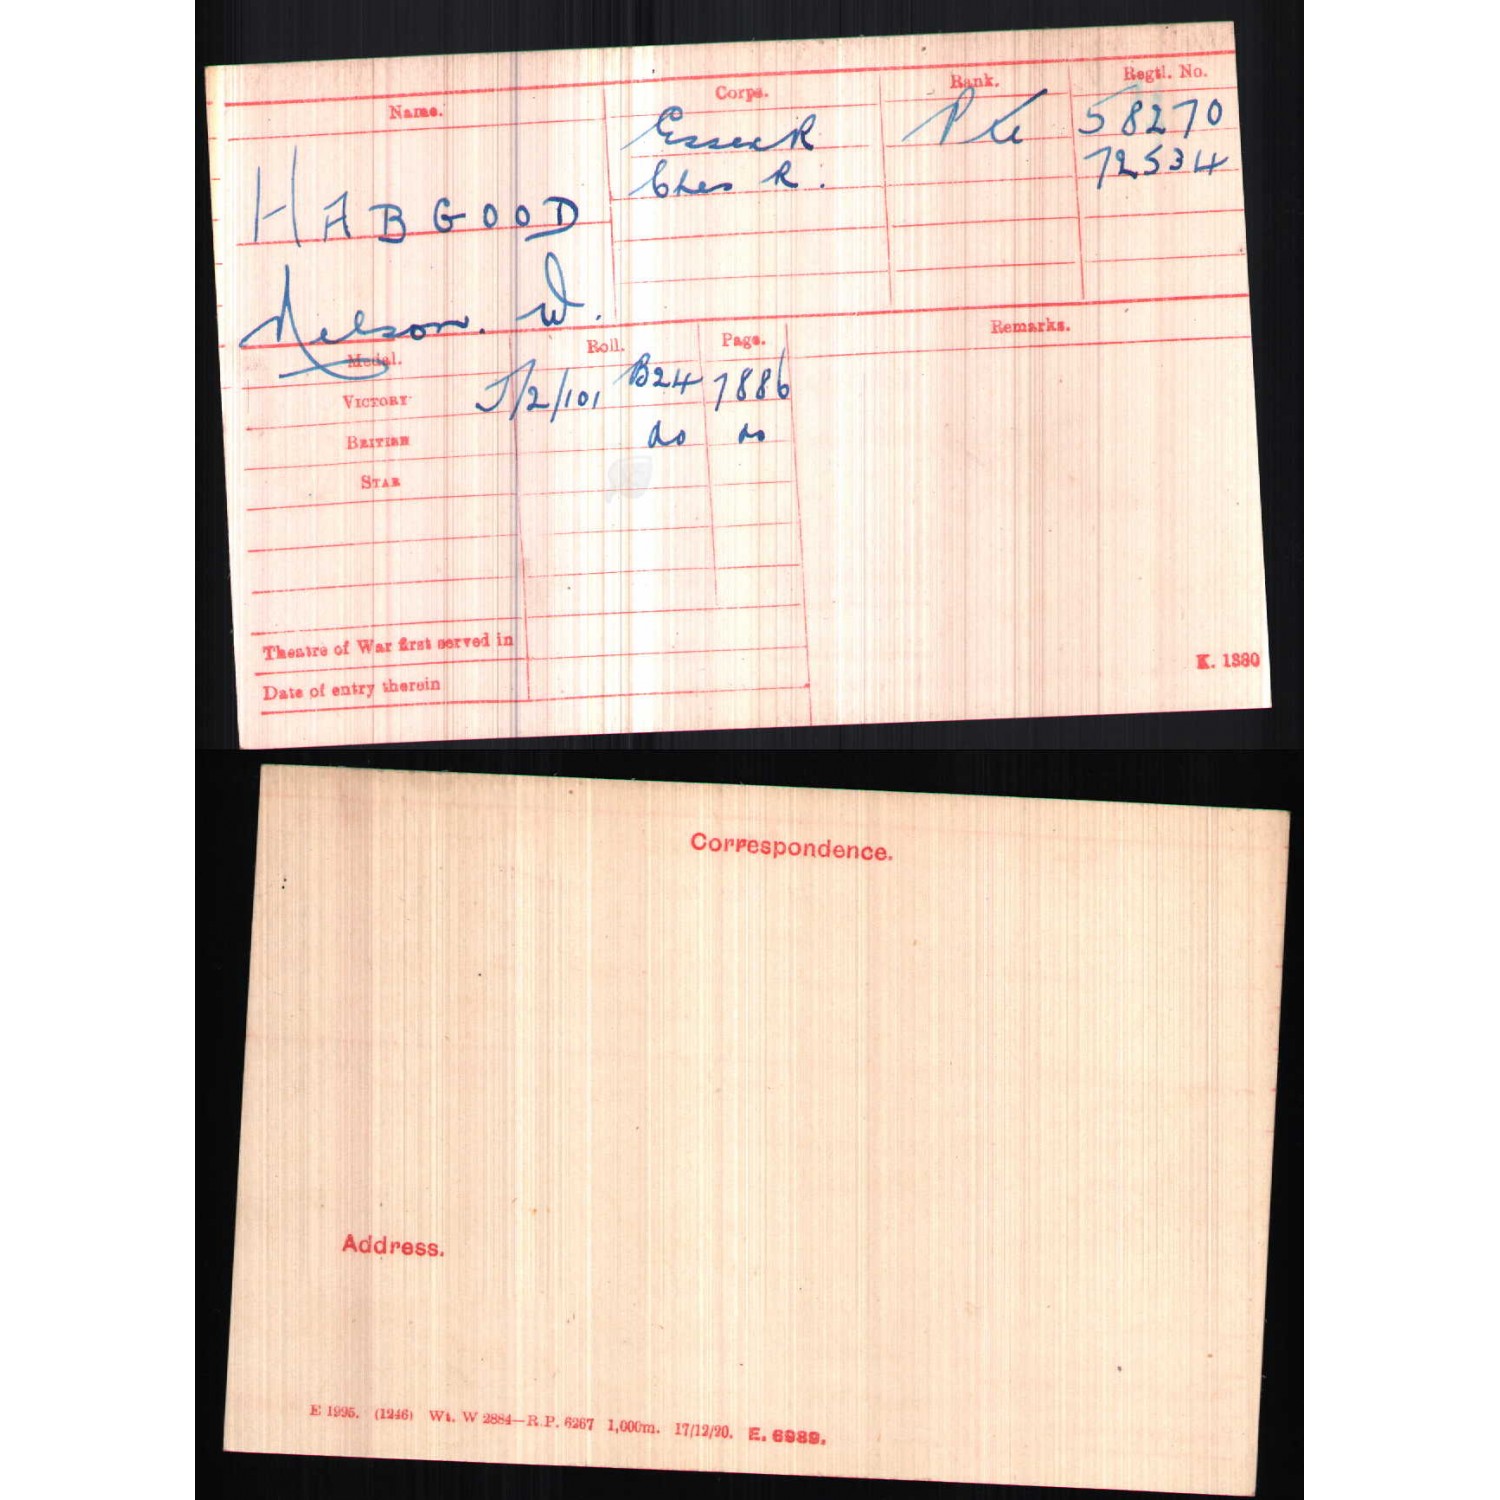 Name. Corps. Rank. Regtl. No.
Essex R Pte 58270
Ches R. 72534
HABGOOD
Nelson. W.
Medal. Roll. Page. Remarks.
VICTORY J/2/101 B24 7886
BRITISH do do
STAR
Theatre of War first served in
K. 1380
Date of entry therein
Correspondence.
Address.
E 1995. (1246) Wt. W 2884—R.P. 6267 1,000m. 17/12/20. E. 6989.